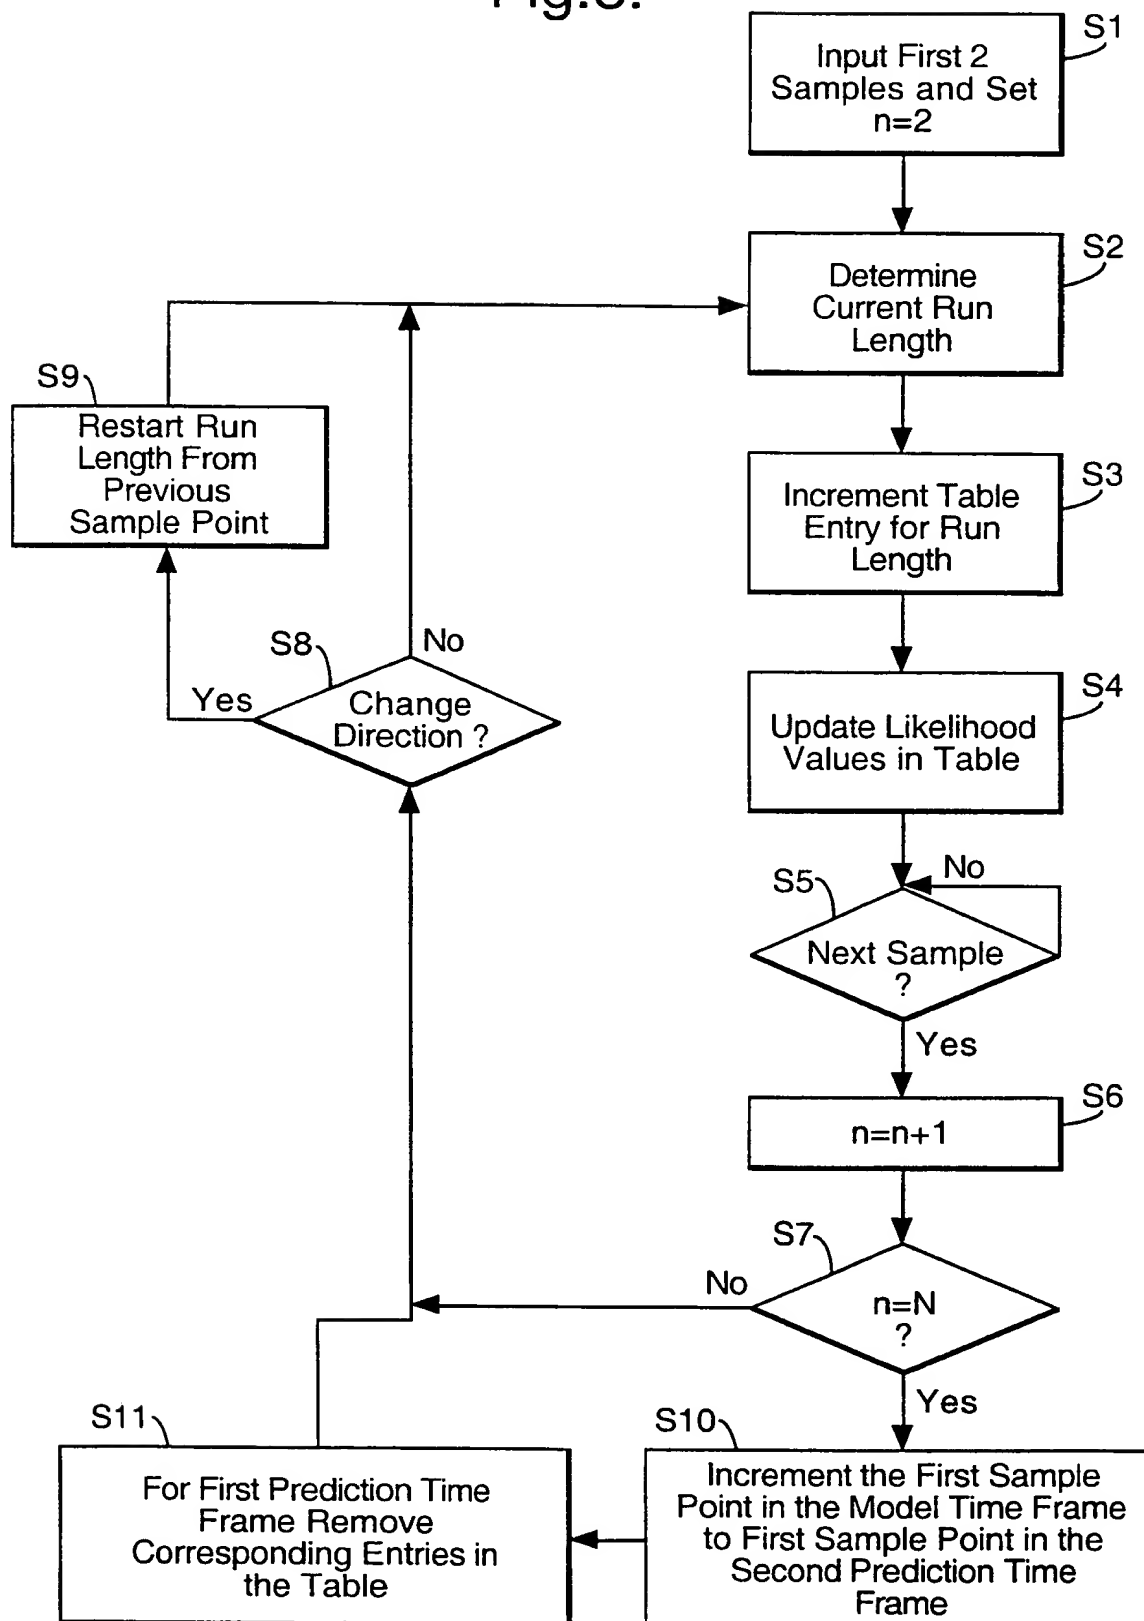 S1
Input First 2
Samples and Set
n=2
S2
Determine
Current Run
Length
S9
Restart Run
Length From
Previous
Sample Point
S3
Increment Table
Entry for Run
Length
S8
No
Yes
Change
Direction ?
S4
Update Likelihood
Values in Table
S5
No
Next Sample
?
Yes
S6
n=n+1
S7
No
n=N
?
Yes
S11
For First Prediction Time
Frame Remove
Corresponding Entries in
the Table
S10
Increment the First Sample
Point in the Model Time Frame
to First Sample Point in the
Second Prediction Time
Frame